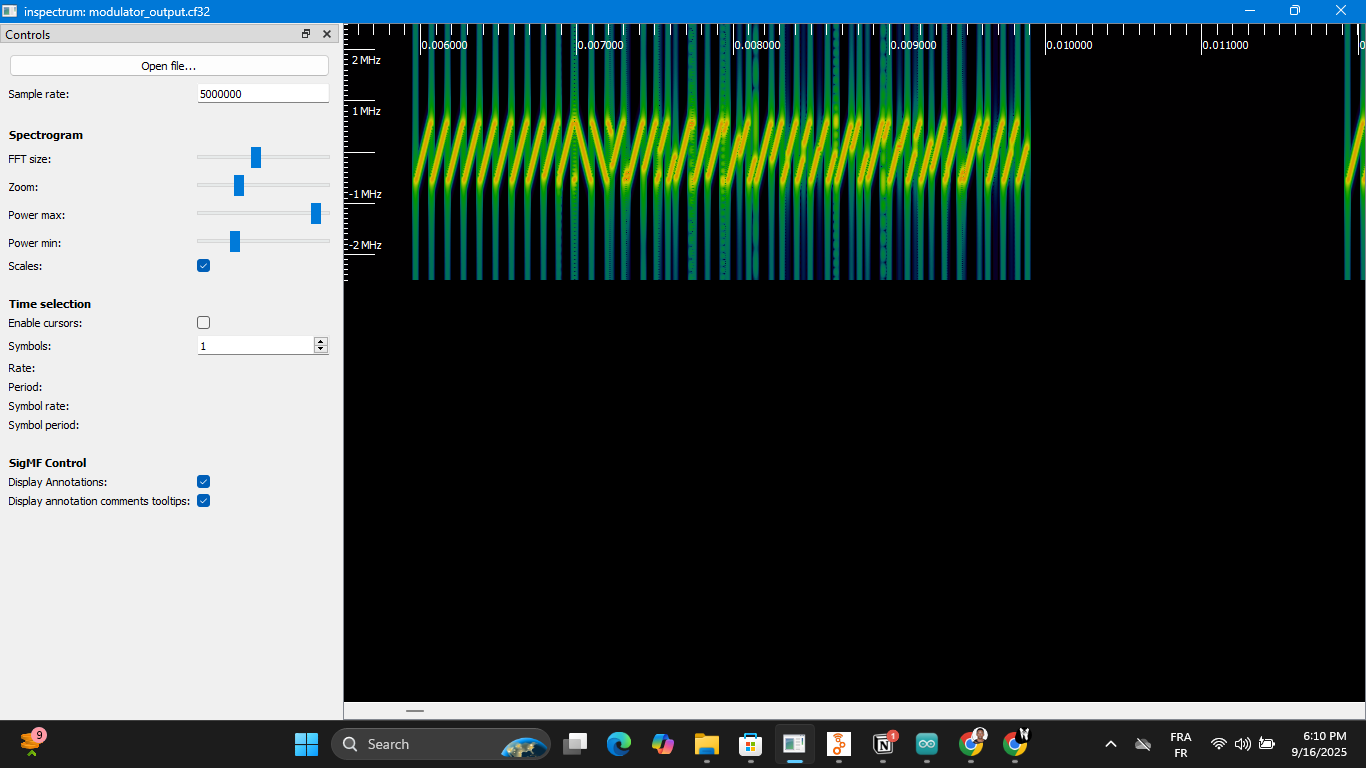 inspectrum: modulator_output.cf32
Controls
Open file...
Sample rate: 5000000
Spectrogram
FFT size:
Zoom:
Power max:
Power min:
Scales:
Time selection
Enable cursors:
Symbols: 1
Rate:
Period:
Symbol rate:
Symbol period:
SigMF Control
Display Annotations:
Display annotation comments tooltips:
0.006000 0.007000 0.008000 0.009000 0.010000 0.011000
2 MHz
1 MHz
-1 MHz
-2 MHz
9
Search
1
FRA
FR
6:10 PM
9/16/2025